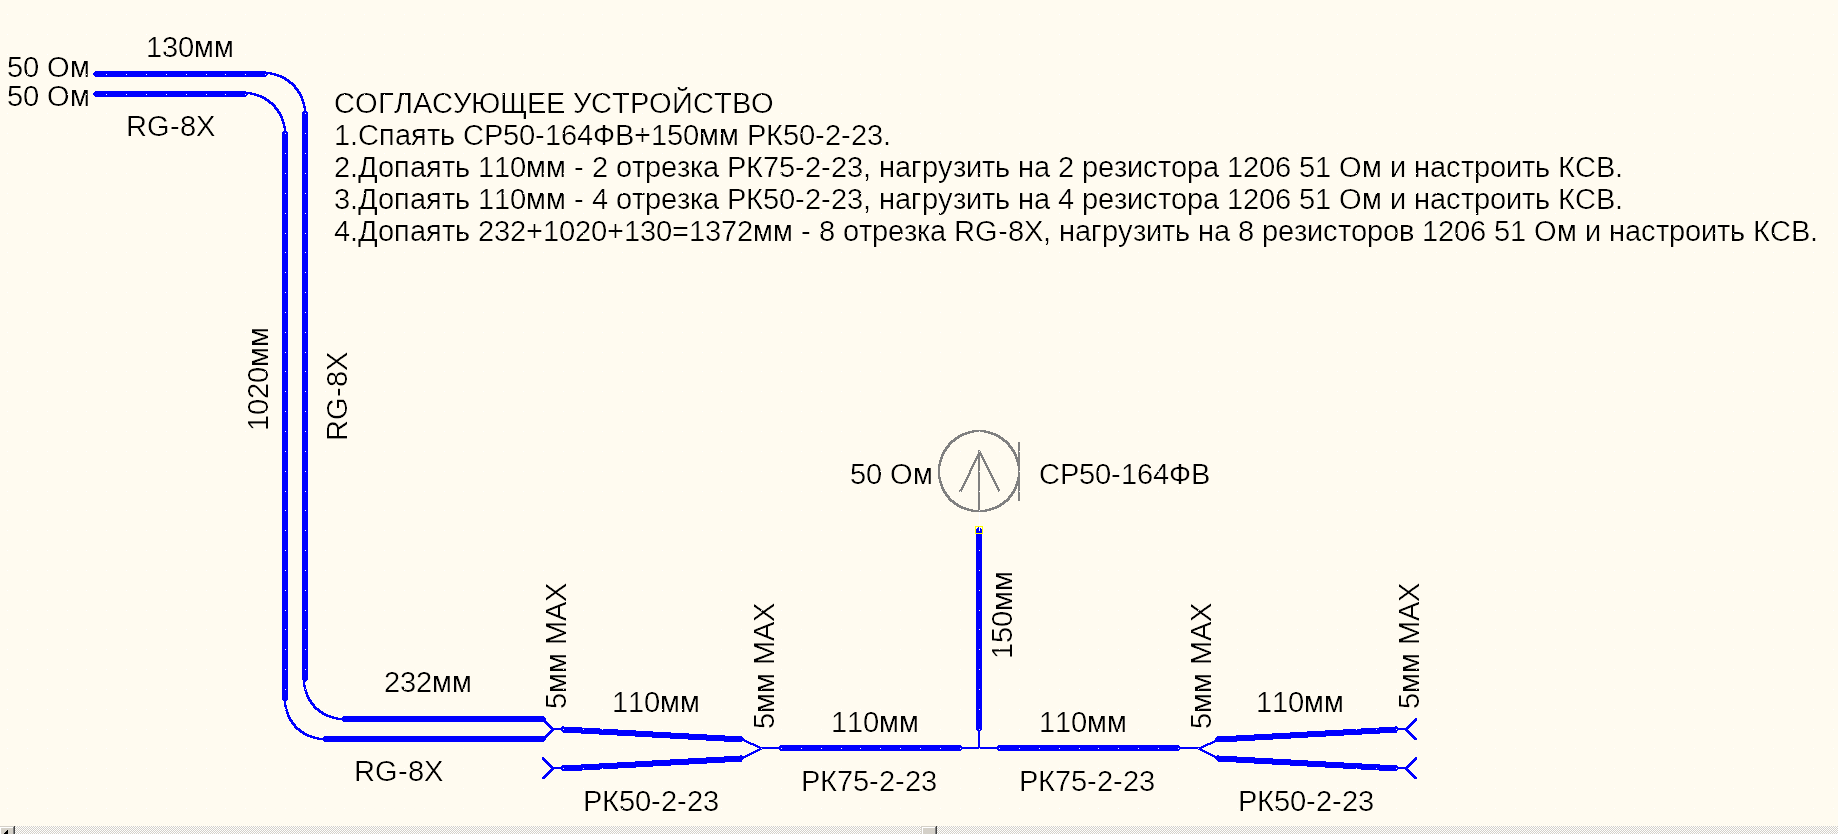 130мм
50 Ом
50 Ом
RG-8X
СОГЛАСУЮЩЕЕ УСТРОЙСТВО
1.Спаять СР50-164ФВ+150мм РК50-2-23.
2.Допаять 110мм - 2 отрезка РК75-2-23, нагрузить на 2 резистора 1206 51 Ом и настроить КСВ.
3.Допаять 110мм - 4 отрезка РК50-2-23, нагрузить на 4 резистора 1206 51 Ом и настроить КСВ.
4.Допаять 232+1020+130=1372мм - 8 отрезка RG-8X, нагрузить на 8 резисторов 1206 51 Ом и настроить КСВ.
1020мм
RG-8X
50 Ом
СР50-164ФВ
150мм
5мм MAX
5мм MAX
5мм MAX
5мм MAX
232мм
110мм
110мм
110мм
110мм
RG-8X
РК50-2-23
РК75-2-23
РК75-2-23
РК50-2-23